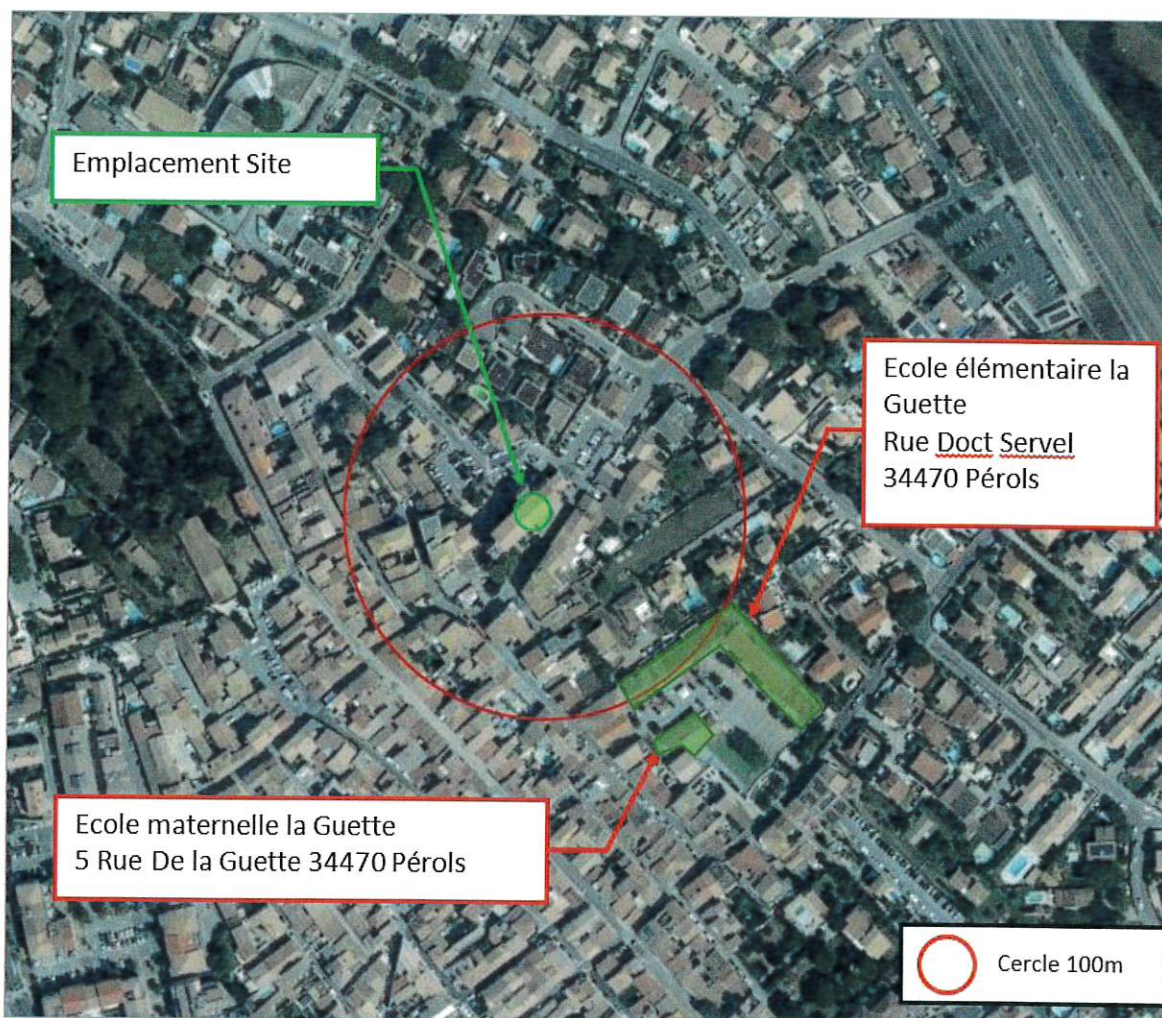 Emplacement Site
Ecole élémentaire la
Guette
Rue Doct Servel
34470 Pérols
Ecole maternelle la Guette
5 Rue De la Guette 34470 Pérols
Cercle 100m